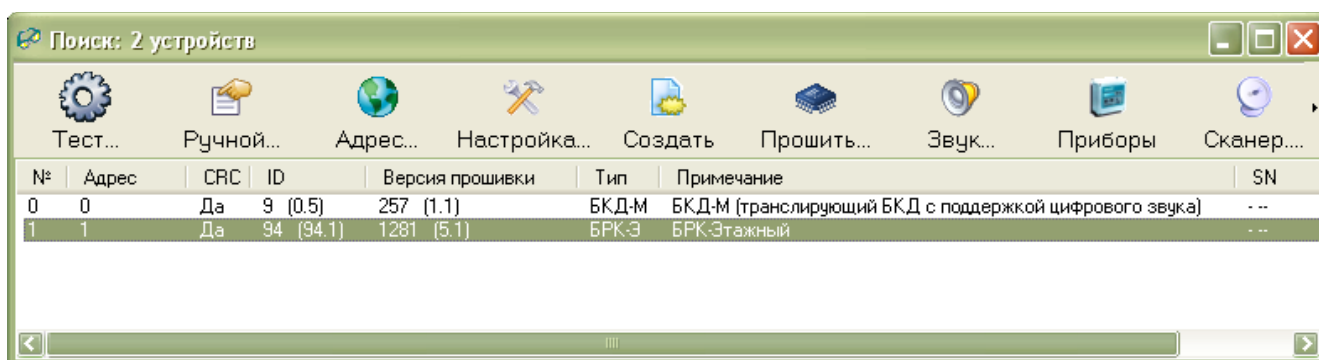 Поиск: 2 устройств
Тест... Ручной... Адрес... Настройка... Создать Прошить... Звук... Приборы Сканер....
№ Адрес CRC ID Версия прошивки Тип Примечание SN
0 0 Да 9 (0.5) 257 (1.1) БКД-М БКД-М (транслирующий БКД с поддержкой цифрового звука) - --
1 1 Да 94 (94.1) 1281 (5.1) БРК-Э БРК-Этажный - --